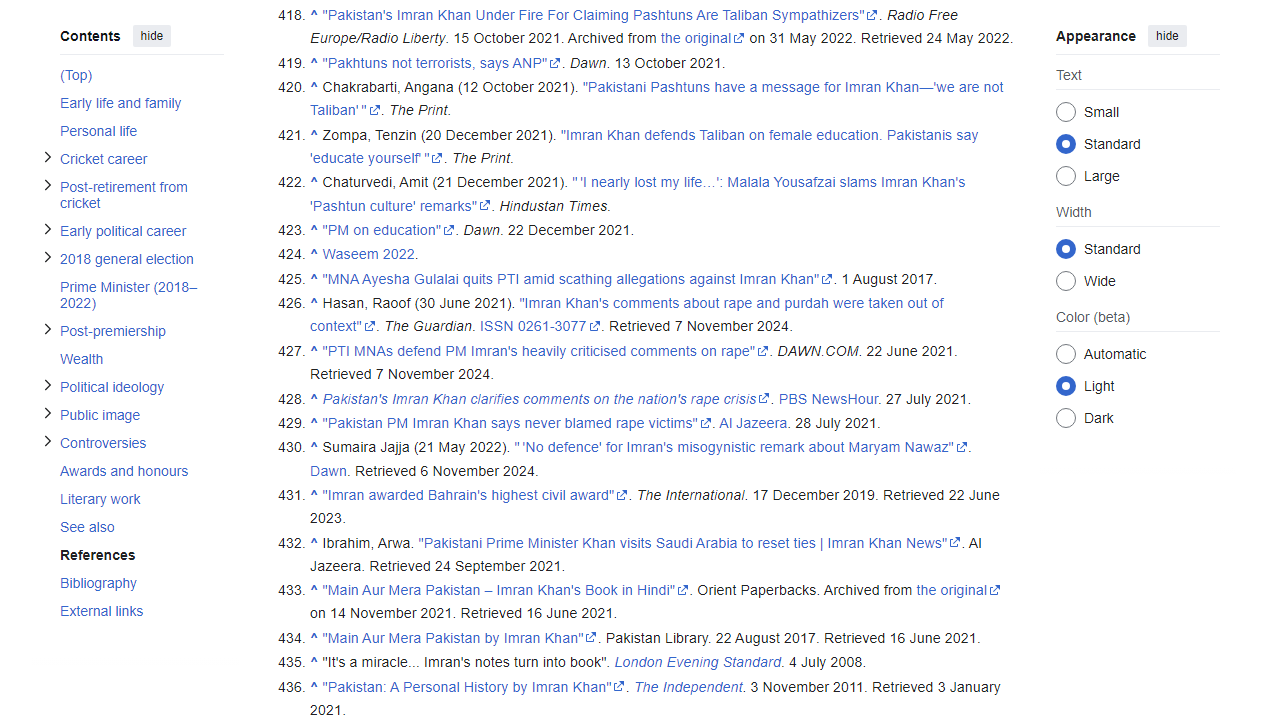 Contents hide
(Top)
Early life and family
Personal life
Cricket career
Post-retirement from
cricket
Early political career
2018 general election
Prime Minister (2018–
2022)
Post-premiership
Wealth
Political ideology
Public image
Controversies
Awards and honours
Literary work
See also
References
Bibliography
External links
418. ^ "Pakistan's Imran Khan Under Fire For Claiming Pashtuns Are Taliban Sympathizers". Radio Free
Europe/Radio Liberty. 15 October 2021. Archived from the original on 31 May 2022. Retrieved 24 May 2022.
419. ^ "Pakhtuns not terrorists, says ANP". Dawn. 13 October 2021.
420. ^ Chakrabarti, Angana (12 October 2021). "Pakistani Pashtuns have a message for Imran Khan—'we are not
Taliban' ". The Print.
421. ^ Zompa, Tenzin (20 December 2021). "Imran Khan defends Taliban on female education. Pakistanis say
'educate yourself' ". The Print.
422. ^ Chaturvedi, Amit (21 December 2021). " 'I nearly lost my life…': Malala Yousafzai slams Imran Khan's
'Pashtun culture' remarks". Hindustan Times.
423. ^ "PM on education". Dawn. 22 December 2021.
424. ^ Waseem 2022.
425. ^ "MNA Ayesha Gulalai quits PTI amid scathing allegations against Imran Khan". 1 August 2017.
426. ^ Hasan, Raoof (30 June 2021). "Imran Khan's comments about rape and purdah were taken out of
context". The Guardian. ISSN 0261-3077. Retrieved 7 November 2024.
427. ^ "PTI MNAs defend PM Imran's heavily criticised comments on rape". DAWN.COM. 22 June 2021.
Retrieved 7 November 2024.
428. ^ Pakistan's Imran Khan clarifies comments on the nation's rape crisis. PBS NewsHour. 27 July 2021.
429. ^ "Pakistan PM Imran Khan says never blamed rape victims". Al Jazeera. 28 July 2021.
430. ^ Sumaira Jajja (21 May 2022). " 'No defence' for Imran's misogynistic remark about Maryam Nawaz".
Dawn. Retrieved 6 November 2024.
431. ^ "Imran awarded Bahrain's highest civil award". The International. 17 December 2019. Retrieved 22 June
2023.
432. ^ Ibrahim, Arwa. "Pakistani Prime Minister Khan visits Saudi Arabia to reset ties | Imran Khan News". Al
Jazeera. Retrieved 24 September 2021.
433. ^ "Main Aur Mera Pakistan – Imran Khan's Book in Hindi". Orient Paperbacks. Archived from the original
on 14 November 2021. Retrieved 16 June 2021.
434. ^ "Main Aur Mera Pakistan by Imran Khan". Pakistan Library. 22 August 2017. Retrieved 16 June 2021.
435. ^ "It's a miracle... Imran's notes turn into book". London Evening Standard. 4 July 2008.
436. ^ "Pakistan: A Personal History by Imran Khan". The Independent. 3 November 2011. Retrieved 3 January
2021.
Appearance hide
Text
Small
Standard
Large
Width
Standard
Wide
Color (beta)
Automatic
Light
Dark